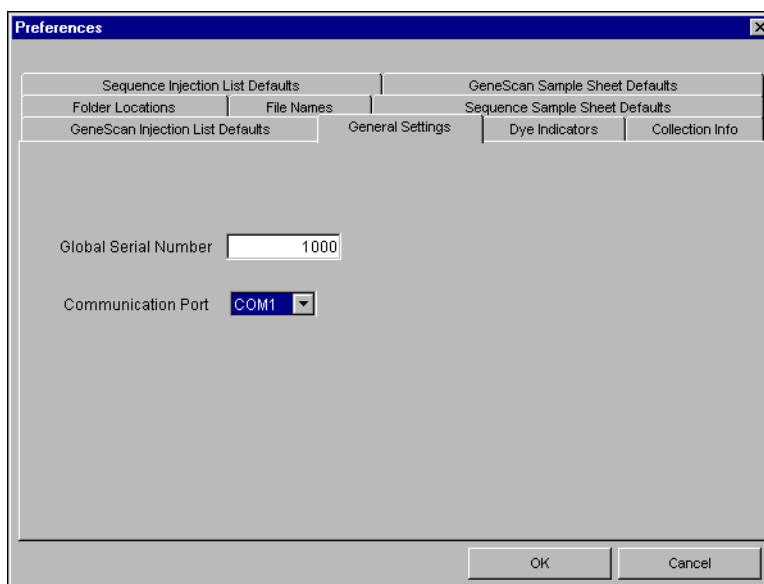 Preferences
Sequence Injection List Defaults GeneScan Sample Sheet Defaults
Folder Locations File Names Sequence Sample Sheet Defaults
GeneScan Injection List Defaults General Settings Dye Indicators Collection Info
Global Serial Number 1000
Communication Port COM1
OK Cancel